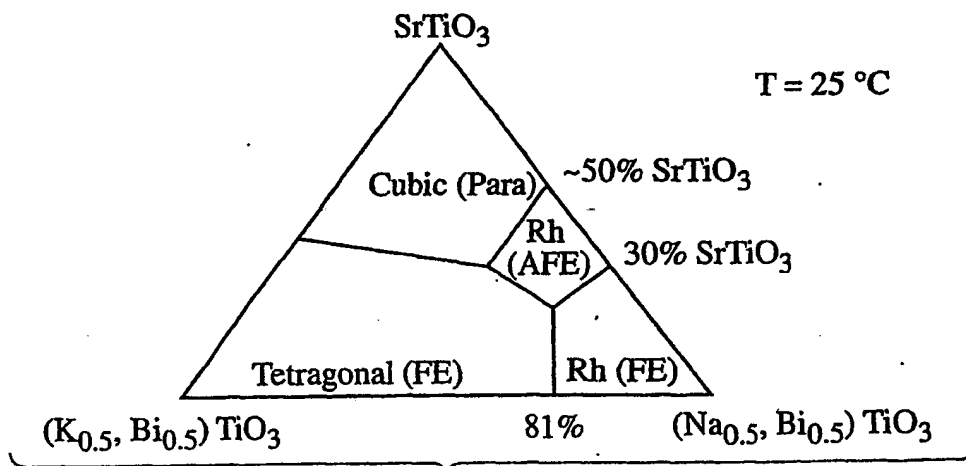 SrTiO3
T = 25 °C
Cubic (Para)
~50% SrTiO3
Rh
(AFE)
30% SrTiO3
Tetragonal (FE)
Rh (FE)
(K0.5, Bi0.5) TiO3
81%
(Na0.5, Bi0.5) TiO3